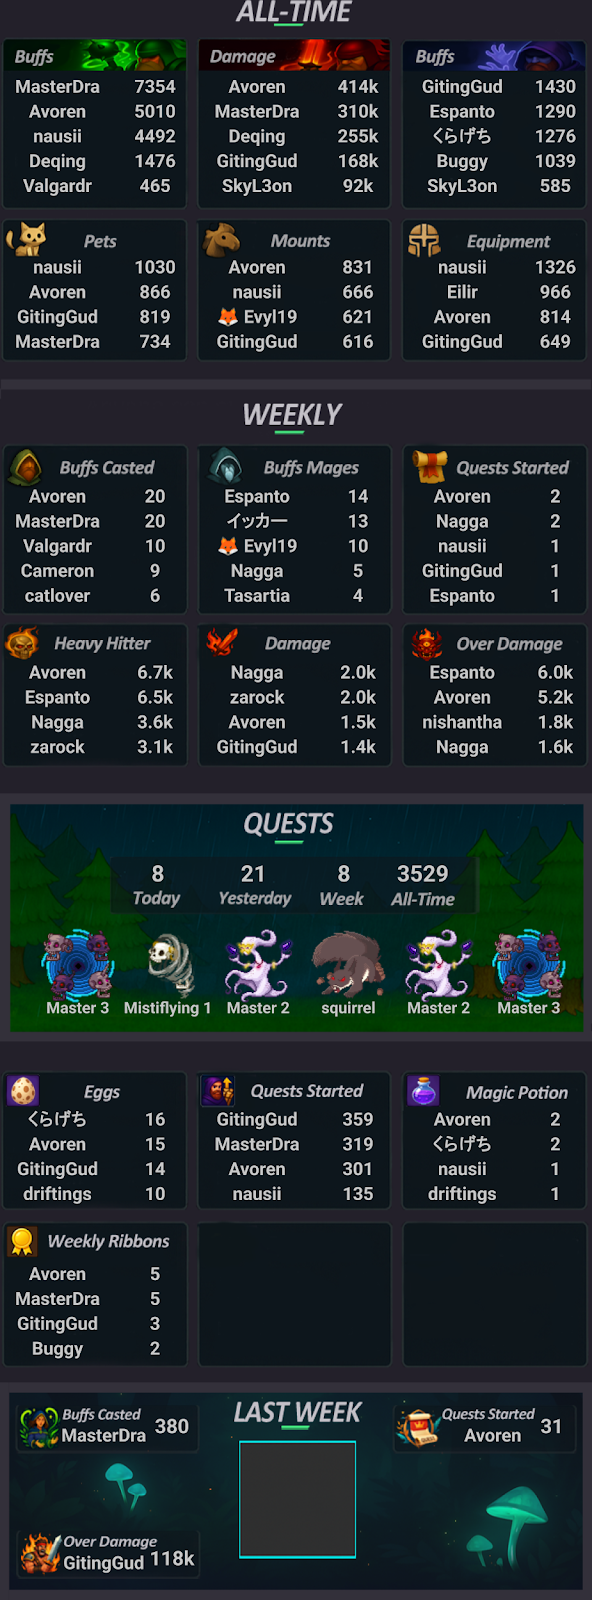 ALL-TIME
Buffs
MasterDra 7354
Avoren 5010
nausii 4492
Deqing 1476
Valgardr 465
Damage
Avoren 414k
MasterDra 310k
Deqing 255k
GitingGud 168k
SkyL3on 92k
Buffs
GitingGud 1430
Espanto 1290
くらげち 1276
Buggy 1039
SkyL3on 585
Pets
nausii 1030
Avoren 866
GitingGud 819
MasterDra 734
Mounts
Avoren 831
nausii 666
🦊 Evyl19 621
GitingGud 616
Equipment
nausii 1326
Eilir 966
Avoren 814
GitingGud 649
WEEKLY
Buffs Casted
Avoren 20
MasterDra 20
Valgardr 10
Cameron 9
catlover 6
Buffs Mages
Espanto 14
イッカー 13
🦊 Evyl19 10
Nagga 5
Tasartia 4
Quests Started
Avoren 2
Nagga 2
nausii 1
GitingGud 1
Espanto 1
Heavy Hitter
Avoren 6.7k
Espanto 6.5k
Nagga 3.6k
zarock 3.1k
Damage
Nagga 2.0k
zarock 2.0k
Avoren 1.5k
GitingGud 1.4k
Over Damage
Espanto 6.0k
Avoren 5.2k
nishantha 1.8k
Nagga 1.6k
QUESTS
8 21 8 3529
Today Yesterday Week All-Time
Master 3 Mistiflying 1 Master 2 squirrel Master 2 Master 3
Eggs
くらげち 16
Avoren 15
GitingGud 14
driftings 10
Quests Started
GitingGud 359
MasterDra 319
Avoren 301
nausii 135
Magic Potion
Avoren 2
くらげち 2
nausii 1
driftings 1
Weekly Ribbons
Avoren 5
MasterDra 5
GitingGud 3
Buggy 2
LAST WEEK
Buffs Casted
MasterDra 380
Quests Started
Avoren 31
Over Damage
GitingGud 118k